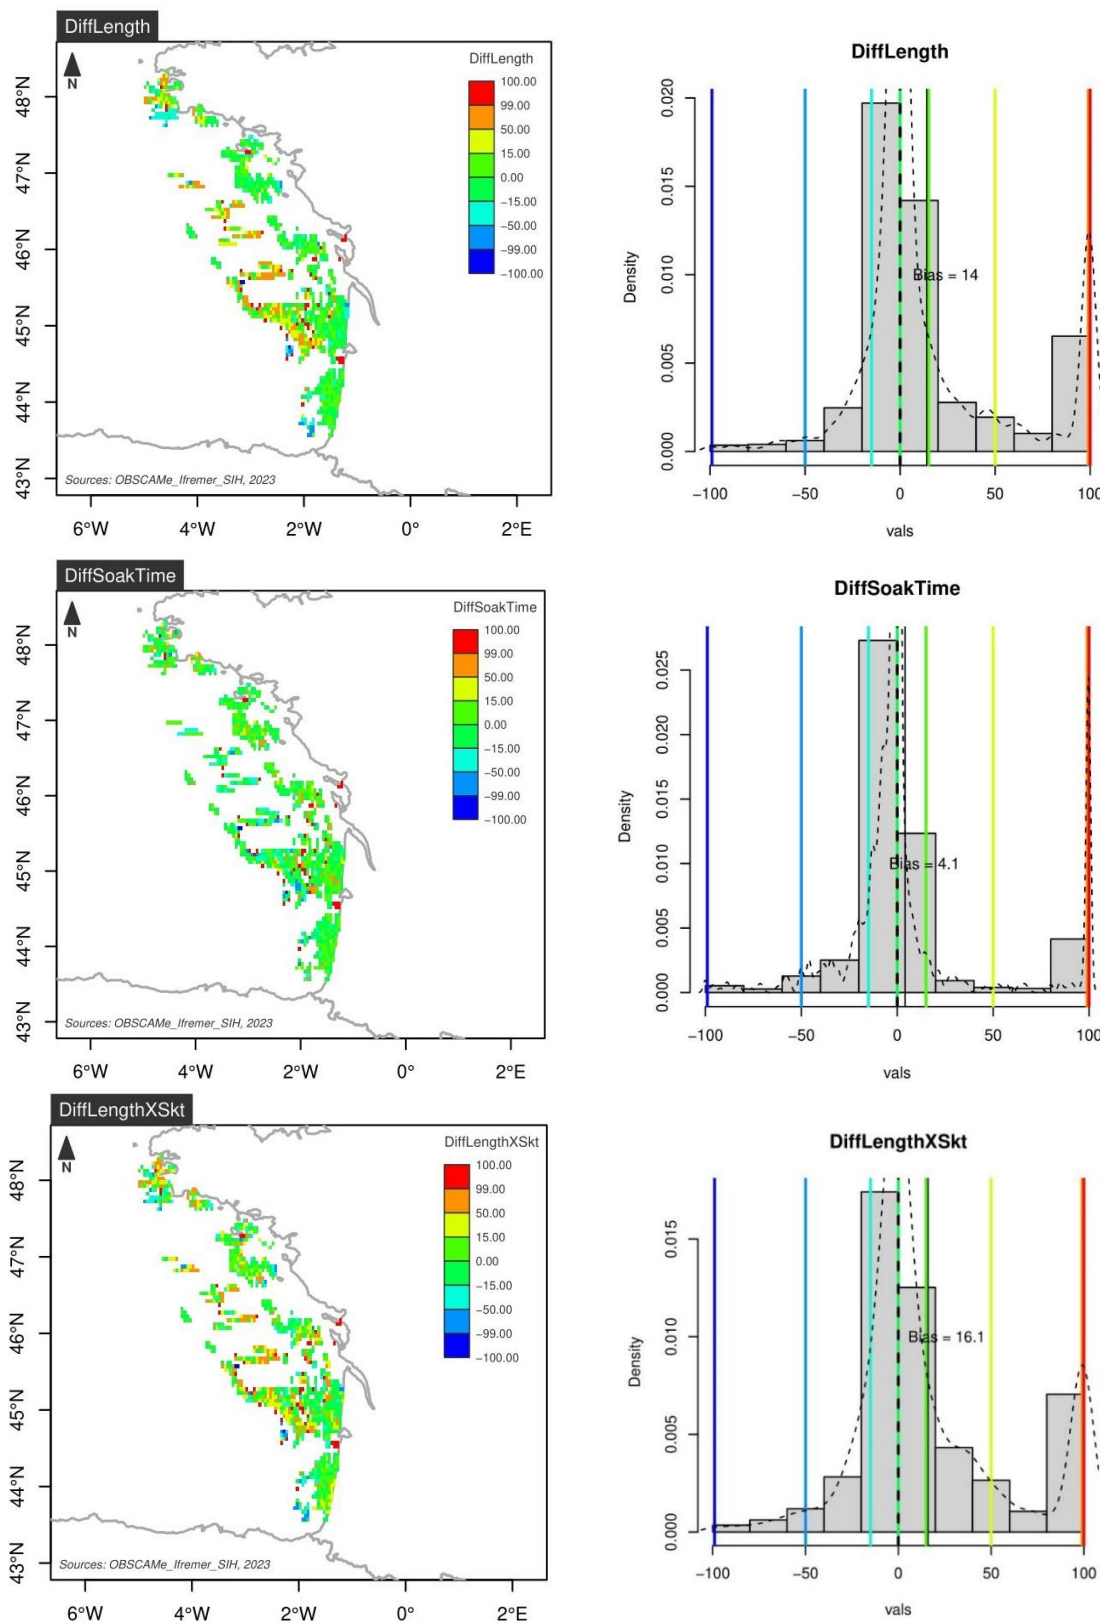 DiffLength
N
DiffLength
100.00
99.00
50.00
15.00
0.00
−15.00
−50.00
−99.00
−100.00
48°N
47°N
46°N
45°N
44°N
43°N
Sources: OBSCAMe_Ifremer_SIH, 2023
6°W 4°W 2°W 0° 2°E
DiffLength
Density
0.020
0.015
0.010
0.005
0.000
Bias = 14
−100 −50 0 50 100
vals
DiffSoakTime
N
DiffSoakTime
100.00
99.00
50.00
15.00
0.00
−15.00
−50.00
−99.00
−100.00
48°N
47°N
46°N
45°N
44°N
43°N
Sources: OBSCAMe_Ifremer_SIH, 2023
6°W 4°W 2°W 0° 2°E
DiffSoakTime
Density
0.025
0.020
0.015
0.010
0.005
0.000
Bias = 4.1
−100 −50 0 50 100
vals
DiffLengthXSkt
N
DiffLengthXSkt
100.00
99.00
50.00
15.00
0.00
−15.00
−50.00
−99.00
−100.00
48°N
47°N
46°N
45°N
44°N
43°N
Sources: OBSCAMe_Ifremer_SIH, 2023
6°W 4°W 2°W 0° 2°E
DiffLengthXSkt
Density
0.015
0.010
0.005
0.000
Bias = 16.1
−100 −50 0 50 100
vals